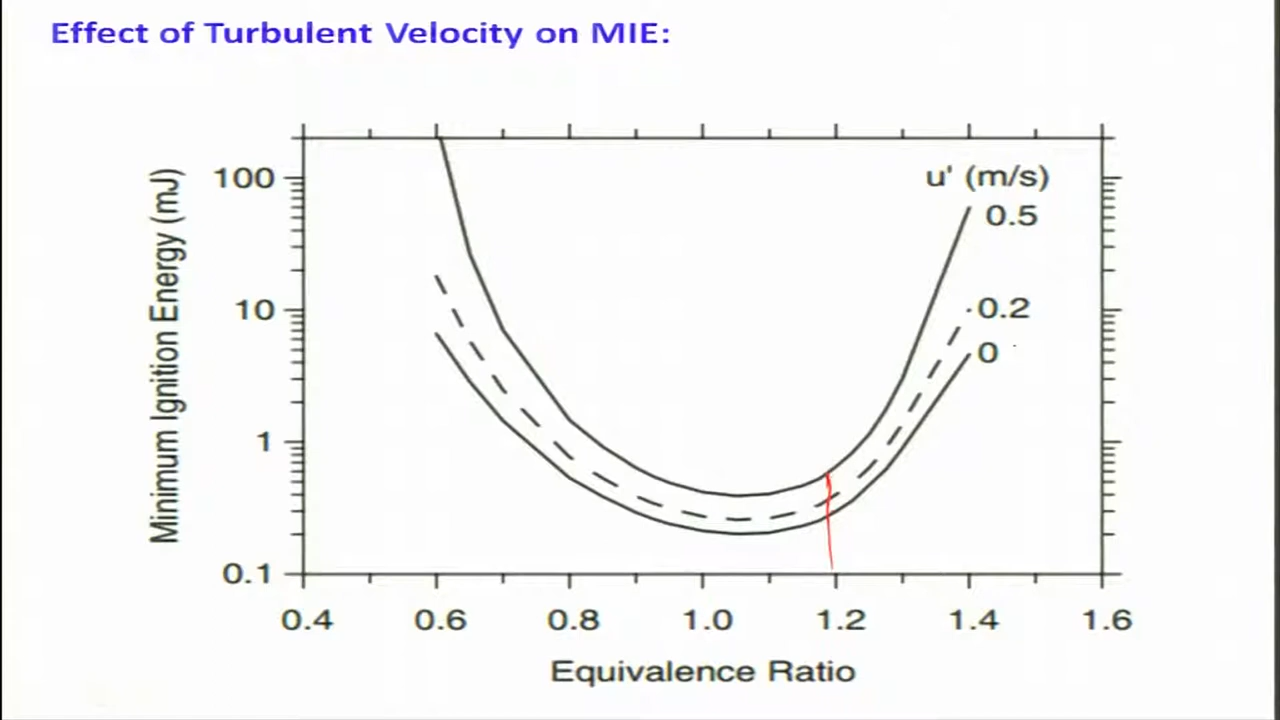 Effect of Turbulent Velocity on MIE:
Minimum Ignition Energy (mJ)
100
10
1
0.1
u' (m/s)
0.5
0.2
0
0.4 0.6 0.8 1.0 1.2 1.4 1.6
Equivalence Ratio